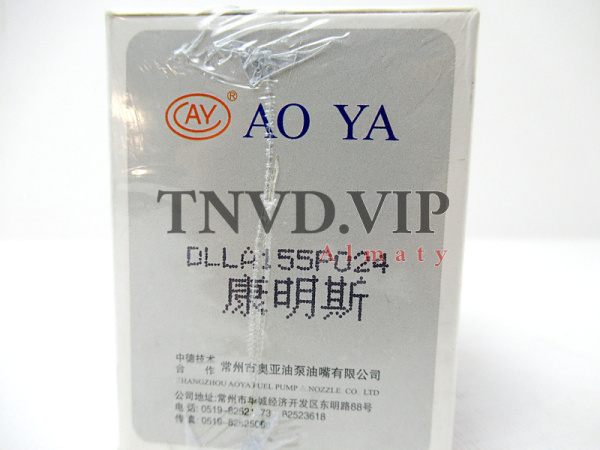 AY ® AO YA
TNVD.VIP
Almaty
DLLA155P024
康明斯
中德技术
合 作 常州市奥亚油泵油嘴有限公司
CHANGZHOU AOYA FUEL PUMP & NOZZLE CO. LTD
公司地址:常州市 经济开发区东明路88号
电话: 73 82523618
传真: